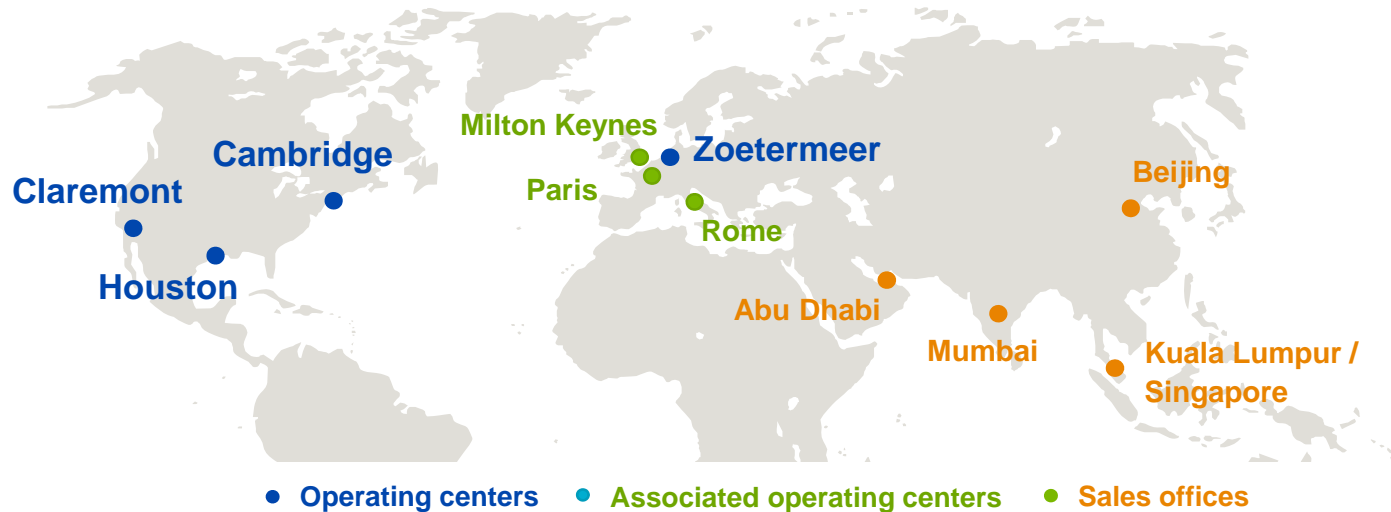 Milton Keynes
Cambridge
Zoetermeer
Claremont
Paris
Beijing
Rome
Houston
Abu Dhabi
Mumbai
Kuala Lumpur /
Singapore
Operating centers
Associated operating centers
Sales offices